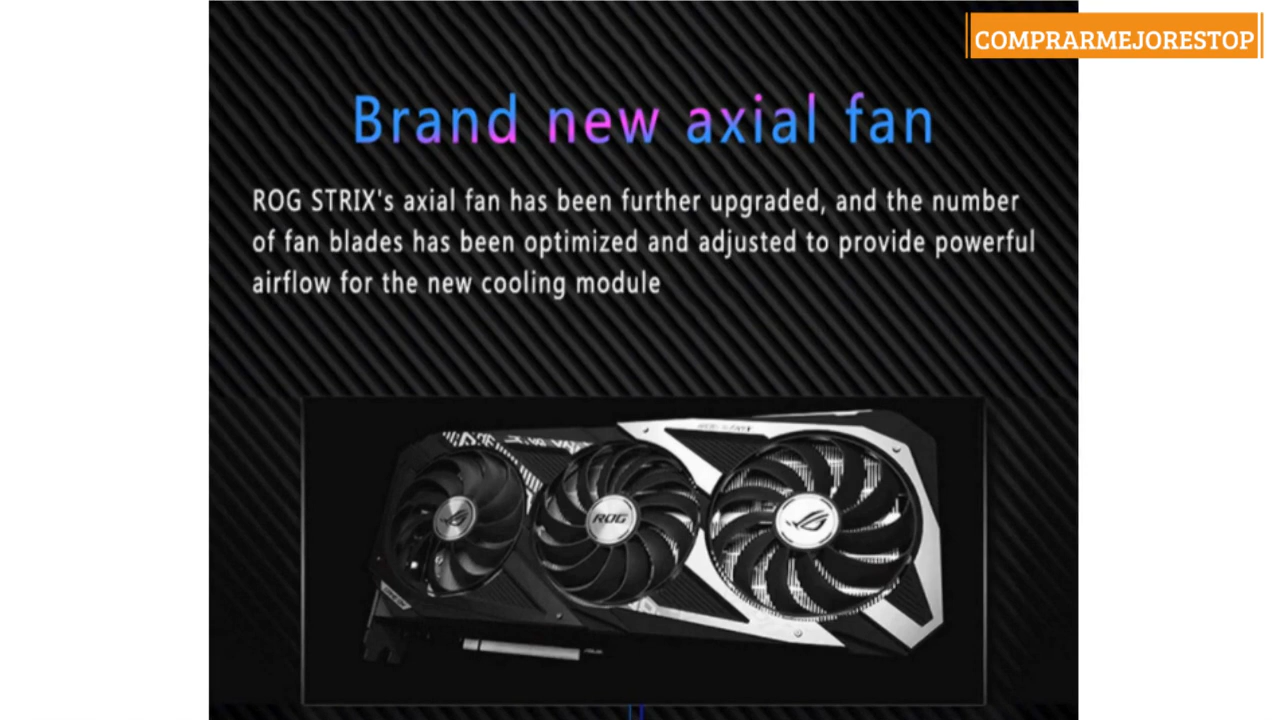 COMPRARMEJORESTOP
Brand new axial fan
ROG STRIX's axial fan has been further upgraded, and the number
of fan blades has been optimized and adjusted to provide powerful
airflow for the new cooling module
ROG